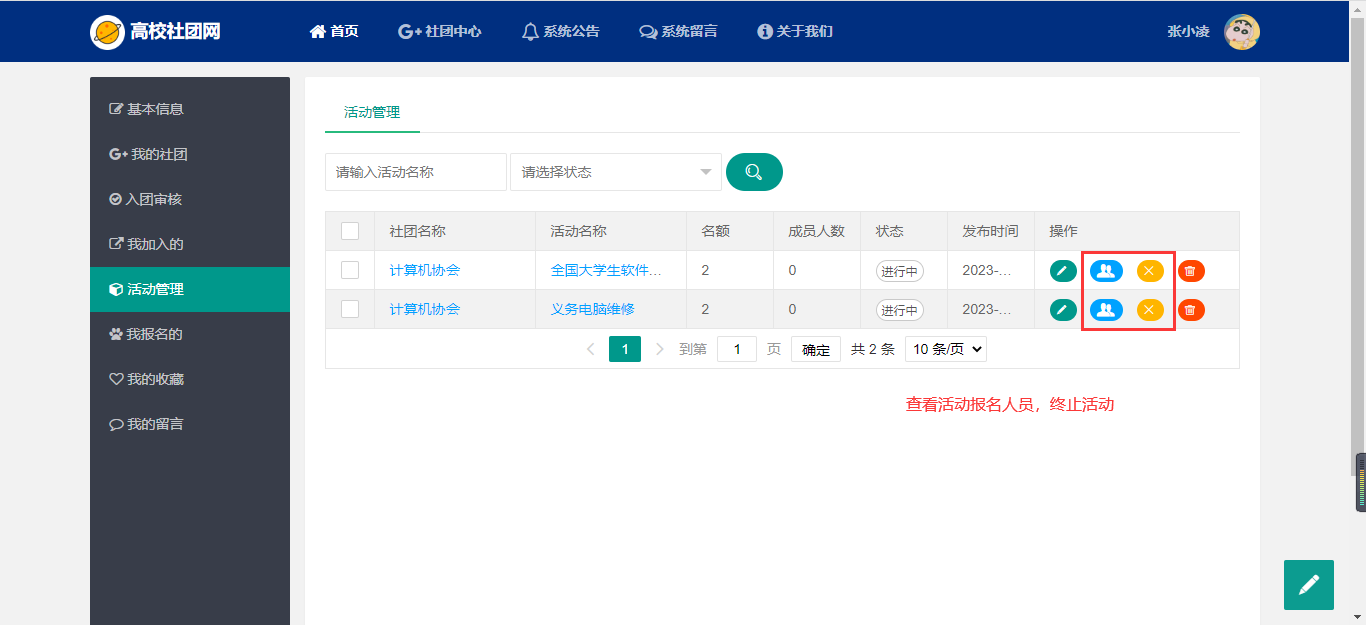 高校社团网 首页 G+ 社团中心 系统公告 系统留言 关于我们 张小凌
基本信息
G+ 我的社团
入团审核
我加入的
活动管理
我报名的
我的收藏
我的留言
活动管理
请输入活动名称 请选择状态
社团名称 活动名称 名额 成员人数 状态 发布时间 操作
计算机协会 全国大学生软件... 2 0 进行中 2023-...
计算机协会 义务电脑维修 2 0 进行中 2023-...
1 到第 1 页 确定 共 2 条 10 条/页
查看活动报名人员，终止活动